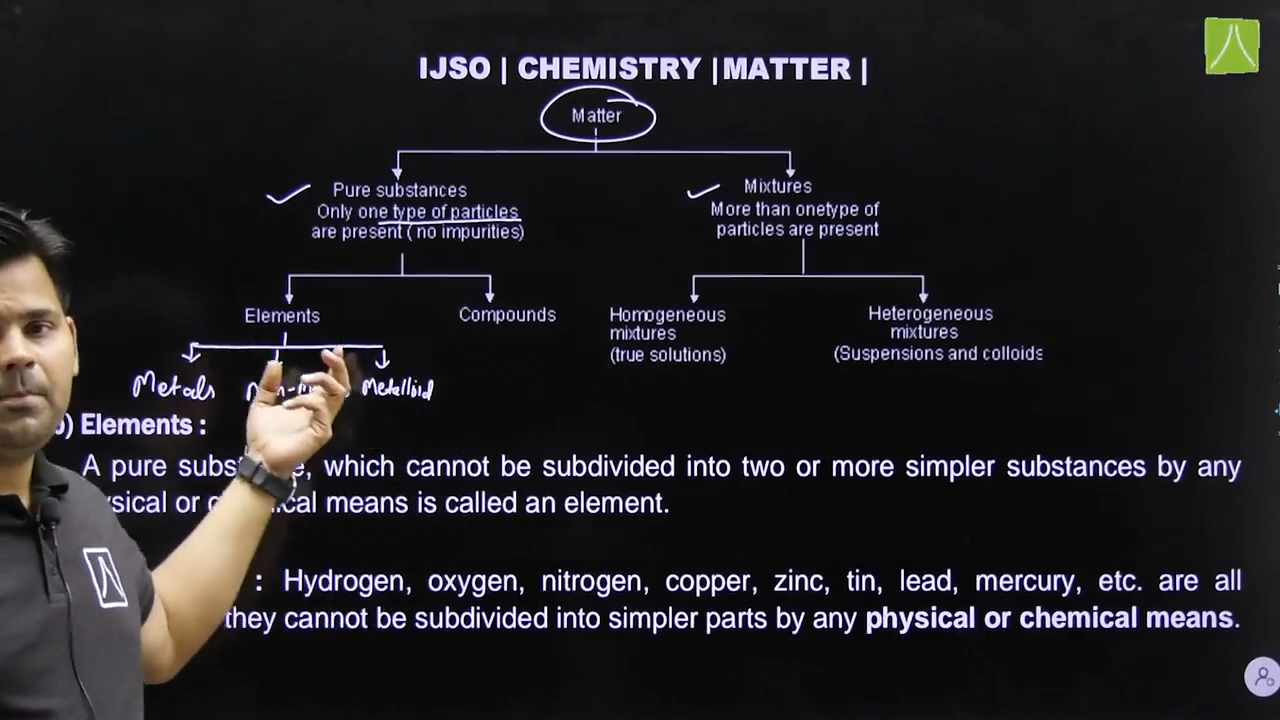 IJSO | CHEMISTRY |MATTER |
Matter
Pure substances
Only one type of particles
are present ( no impurities)
Mixtures
More than onetype of
particles are present
Elements
Compounds
Homogeneous
mixtures
(true solutions)
Heterogeneous
mixtures
(Suspensions and colloids
Metals
Metalloid
) Elements :
A pure , which cannot be subdivided into two or more simpler substances by any
or means is called an element.
: Hydrogen, oxygen, nitrogen, copper, zinc, tin, lead, mercury, etc. are all
they cannot be subdivided into simpler parts by any physical or chemical means.